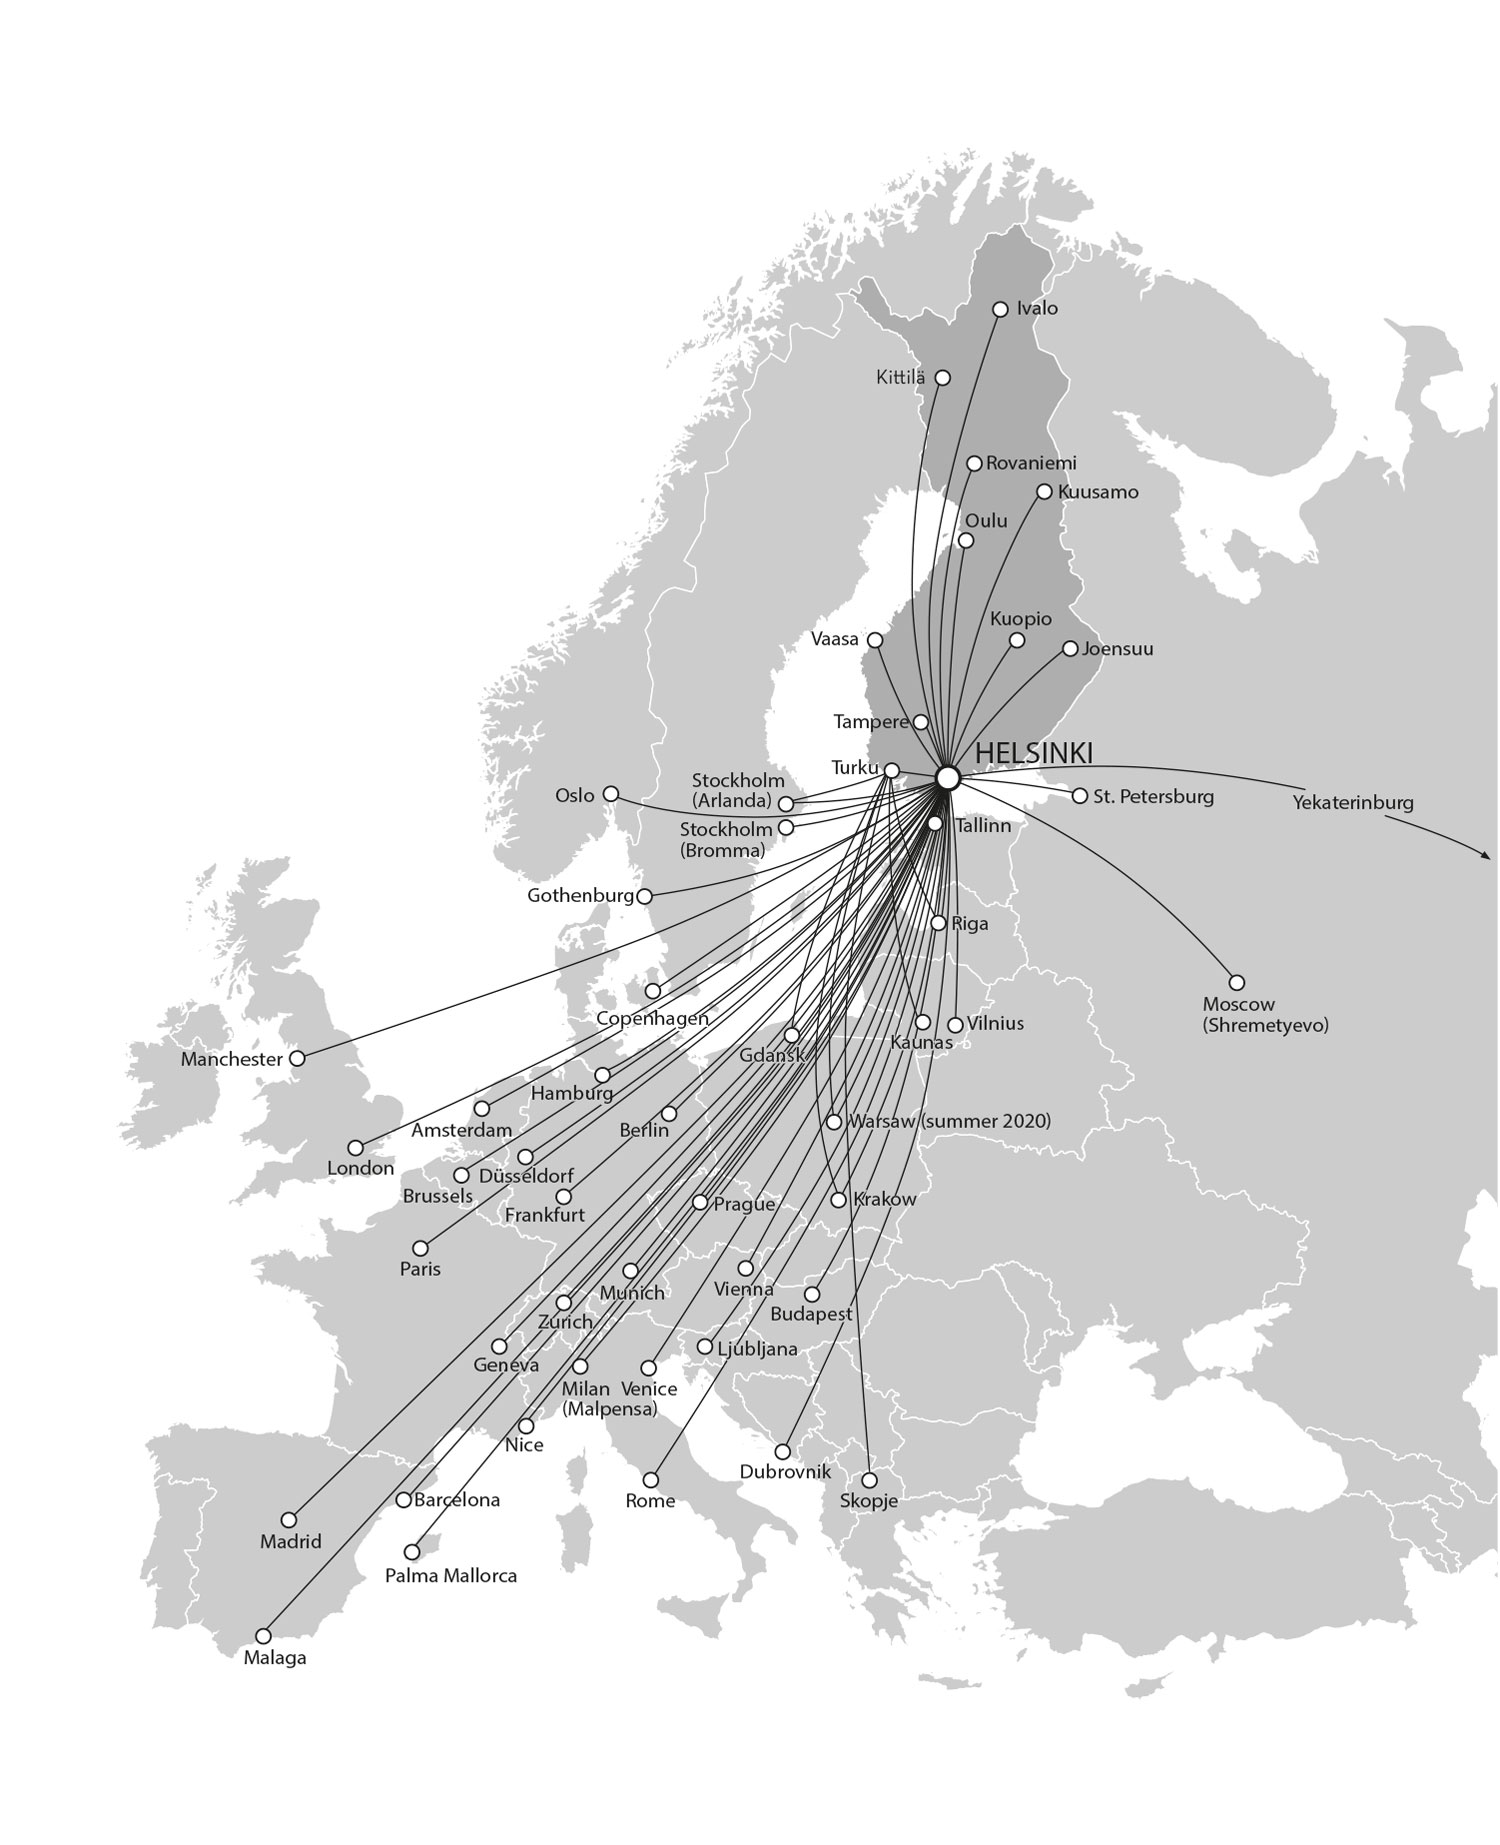 Ivalo
Kittilä
Rovaniemi
Kuusamo
Oulu
Kuopio
Vaasa
Joensuu
Tampere
HELSINKI
Turku
Stockholm
(Arlanda)
Oslo
St. Petersburg
Yekaterinburg
Stockholm
(Bromma)
Tallinn
Gothenburg
Riga
Moscow
(Shremetyevo)
Copenhagen
Vilnius
Kaunas
Gdansk
Manchester
Hamburg
Amsterdam
Berlin
Warsaw (summer 2020)
London
Düsseldorf
Brussels
Frankfurt
Prague
Krakow
Paris
Munich
Vienna
Budapest
Zurich
Geneva
Ljubljana
Milan
(Malpensa)
Venice
Nice
Dubrovnik
Rome
Skopje
Barcelona
Madrid
Palma Mallorca
Malaga